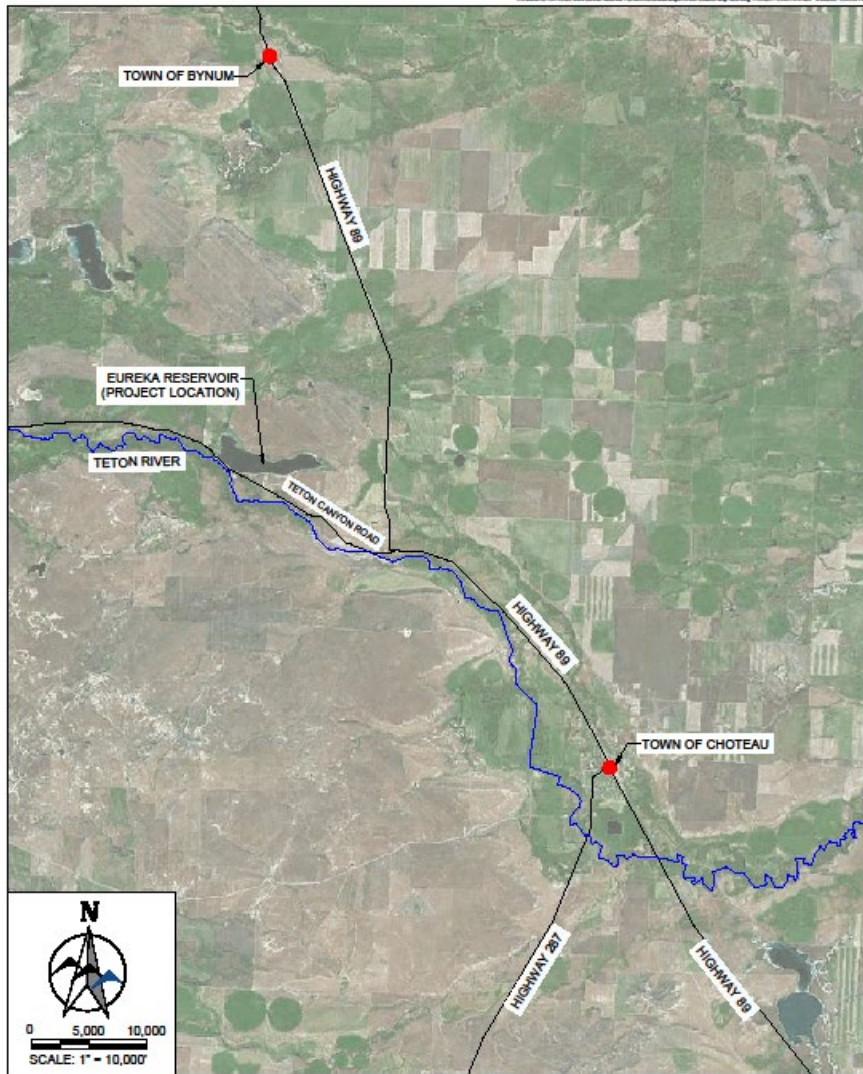 TOWN OF BYNUM
HIGHWAY 89
EUREKA RESERVOIR
(PROJECT LOCATION)
TETON RIVER
TETON CANYON ROAD
HIGHWAY 89
TOWN OF CHOTEAU
HIGHWAY 287
HIGHWAY 89
N
0 5,000 10,000
SCALE: 1" = 10,000'